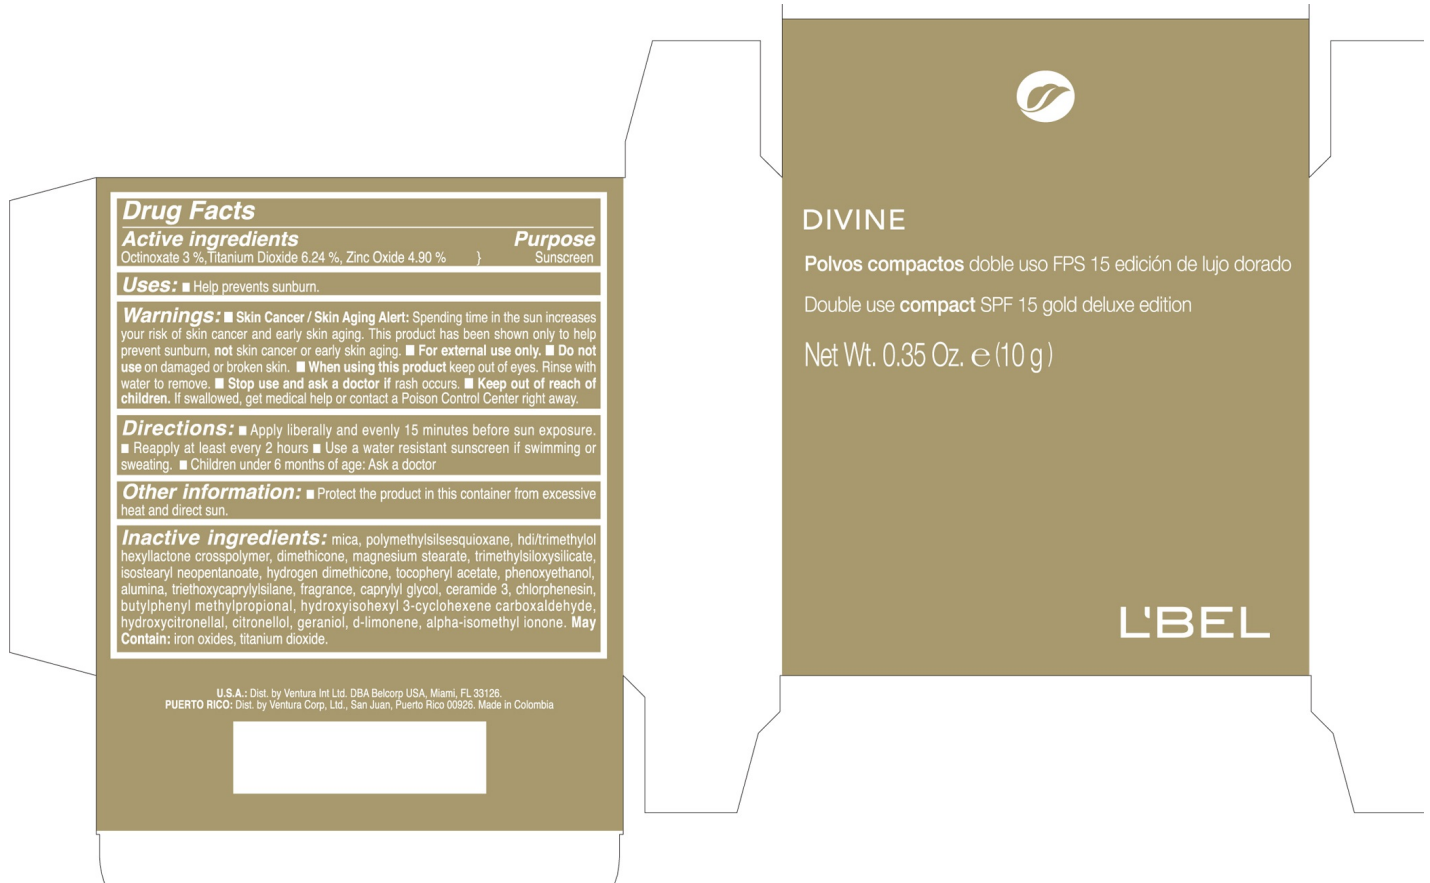 Drug Facts
Active ingredients Purpose
Octinoxate 3 %,Titanium Dioxide 6.24 %, Zinc Oxide 4.90 % } Sunscreen
Uses: ■ Help prevents sunburn.
Warnings: ■ Skin Cancer / Skin Aging Alert: Spending time in the sun increases
your risk of skin cancer and early skin aging. This product has been shown only to help
prevent sunburn, not skin cancer or early skin aging. ■ For external use only. ■ Do not
use on damaged or broken skin. ■ When using this product keep out of eyes. Rinse with
water to remove. ■ Stop use and ask a doctor if rash occurs. ■ Keep out of reach of
children. If swallowed, get medical help or contact a Poison Control Center right away.
Directions: ■ Apply liberally and evenly 15 minutes before sun exposure.
■ Reapply at least every 2 hours ■ Use a water resistant sunscreen if swimming or
sweating. ■ Children under 6 months of age: Ask a doctor
Other information: ■ Protect the product in this container from excessive
heat and direct sun.
Inactive ingredients: mica, polymethylsilsesquioxane, hdi/trimethylol
hexyllactone crosspolymer, dimethicone, magnesium stearate, trimethylsiloxysilicate,
isostearyl neopentanoate, hydrogen dimethicone, tocopheryl acetate, phenoxyethanol,
alumina, triethoxycaprylylsilane, fragrance, caprylyl glycol, ceramide 3, chlorphenesin,
butylphenyl methylpropional, hydroxyisohexyl 3-cyclohexene carboxaldehyde,
hydroxycitronellal, citronellol, geraniol, d-limonene, alpha-isomethyl ionone. May
Contain: iron oxides, titanium dioxide.
U.S.A.: Dist. by Ventura Int Ltd. DBA Belcorp USA, Miami, FL 33126.
PUERTO RICO: Dist. by Ventura Corp, Ltd., San Juan, Puerto Rico 00926. Made in Colombia
DIVINE
Polvos compactos doble uso FPS 15 edición de lujo dorado
Double use compact SPF 15 gold deluxe edition
Net Wt. 0.35 Oz. ℮ (10 g)
L'BEL